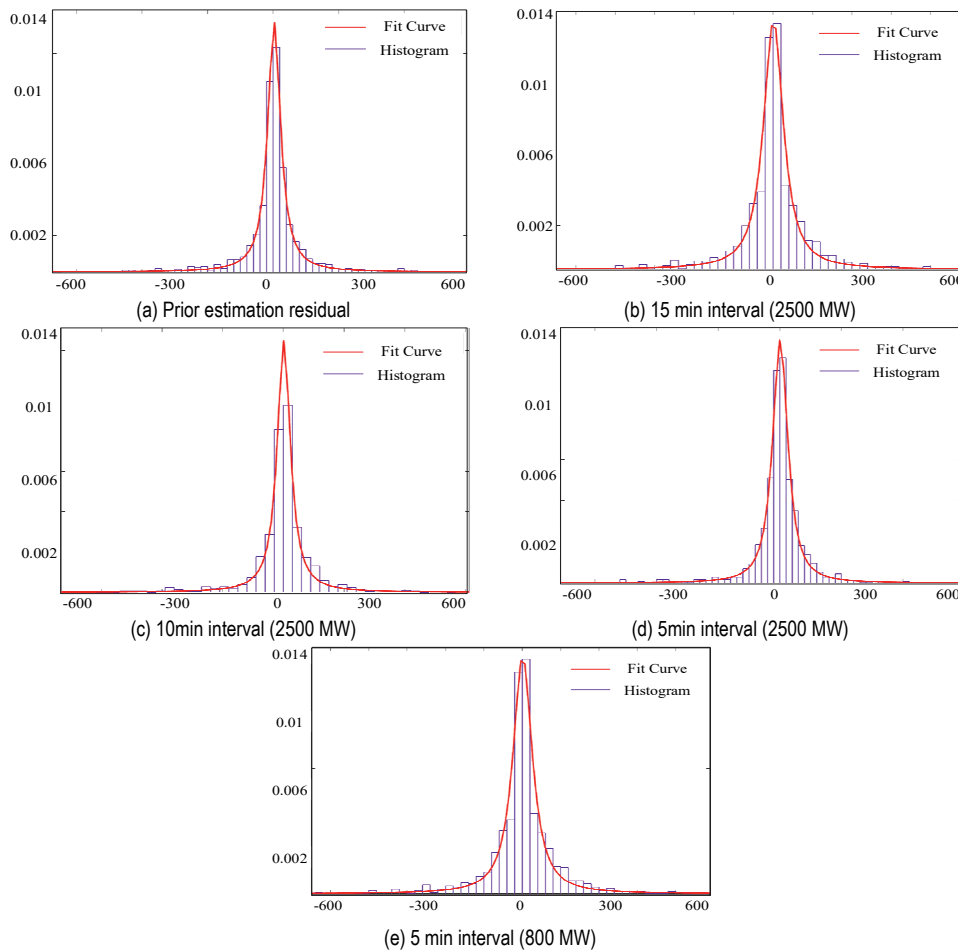 0.014
0.01
0.006
0.002
Fit Curve
Histogram
-600 -300 0 300 600
(a) Prior estimation residual
0.014
0.01
0.006
0.002
Fit Curve
Histogram
-600 -300 0 300 600
(b) 15 min interval (2500 MW)
0.014
0.01
0.006
0.002
Fit Curve
Histogram
-600 -300 0 300 600
(c) 10min interval (2500 MW)
0.014
0.01
0.006
0.002
Fit Curve
Histogram
-600 -300 0 300 600
(d) 5min interval (2500 MW)
0.014
0.01
0.006
0.002
Fit Curve
Histogram
-600 -300 0 300 600
(e) 5 min interval (800 MW)